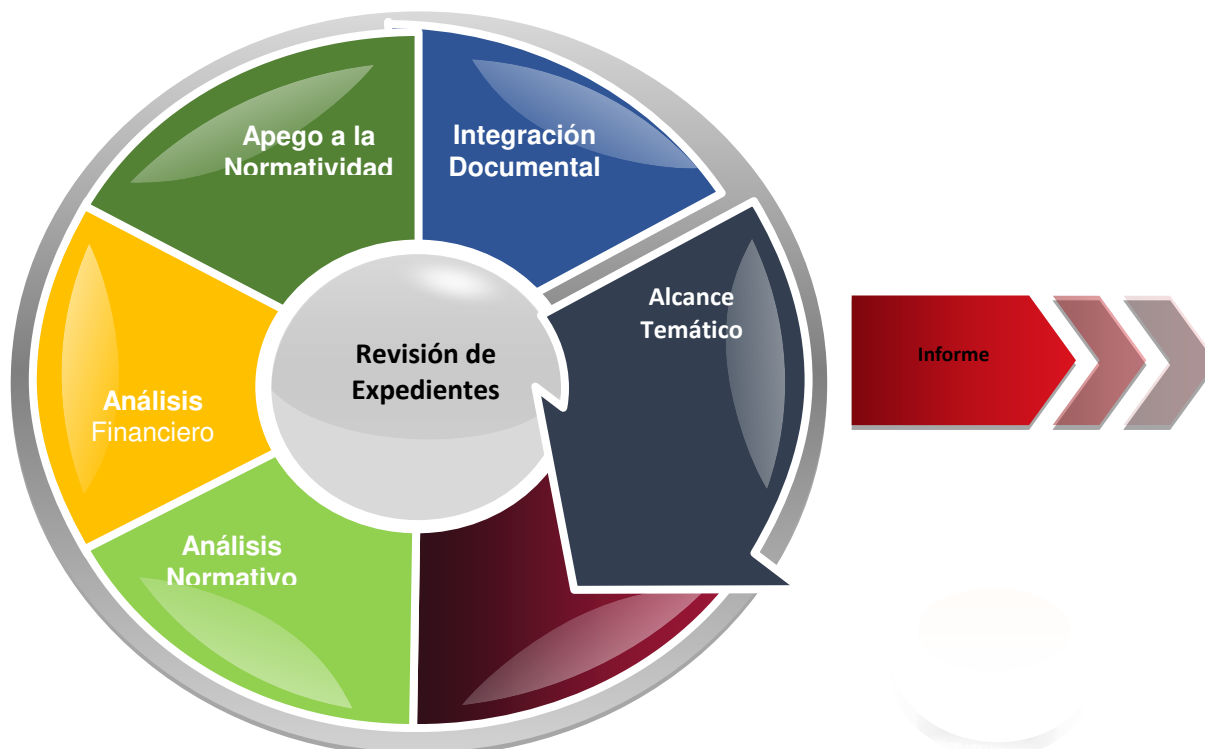 Apego a la
Normatividad
Integración
Documental
Alcance
Temático
Revisión de
Expedientes
Informe
Análisis
Financiero
Análisis
Normativo